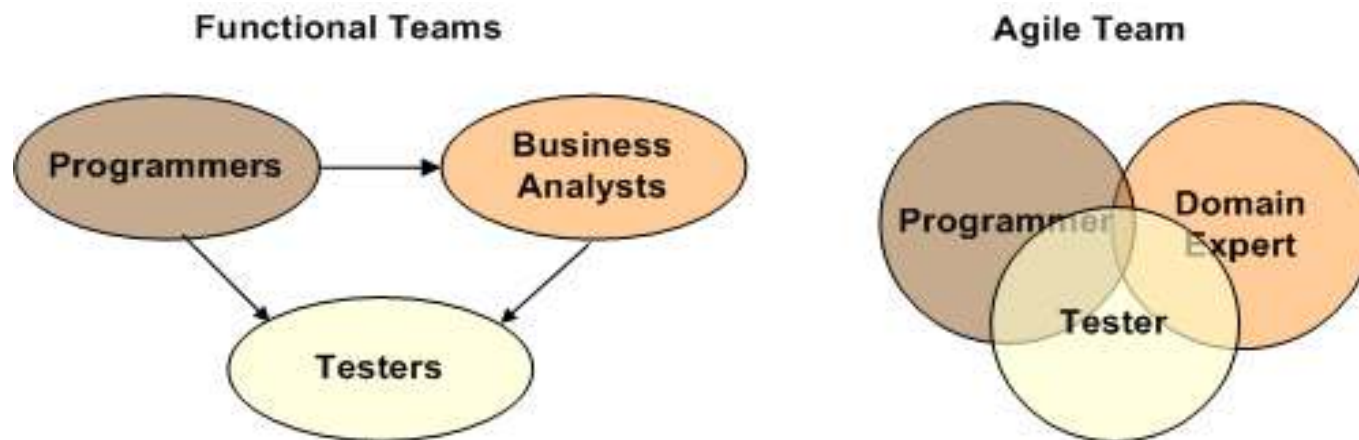 Functional Teams
Agile Team
Programmers
Business
Analysts
Testers
Programmer
Domain
Expert
Tester